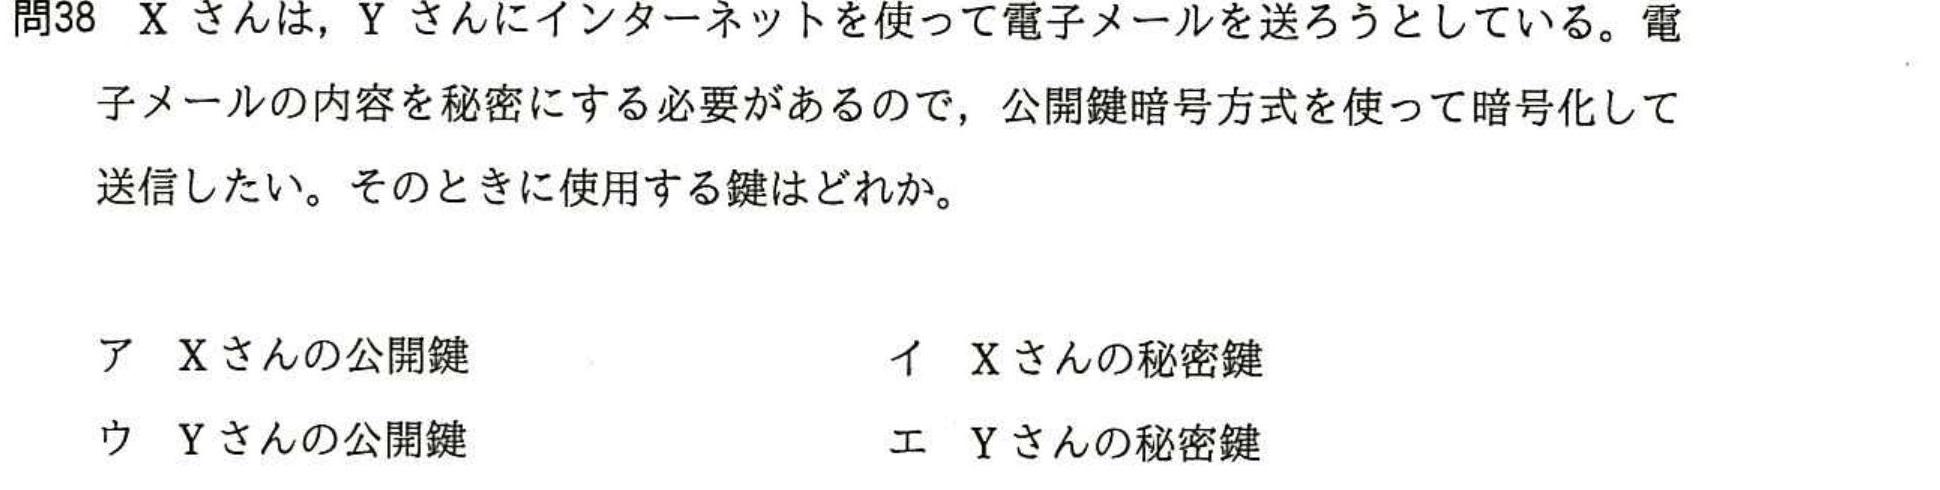 問38 X さんは，Y さんにインターネットを使って電子メールを送ろうとしている。電
子メールの内容を秘密にする必要があるので，公開鍵暗号方式を使って暗号化して
送信したい。そのときに使用する鍵はどれか。
ア X さんの公開鍵 イ X さんの秘密鍵
ウ Y さんの公開鍵 エ Y さんの秘密鍵